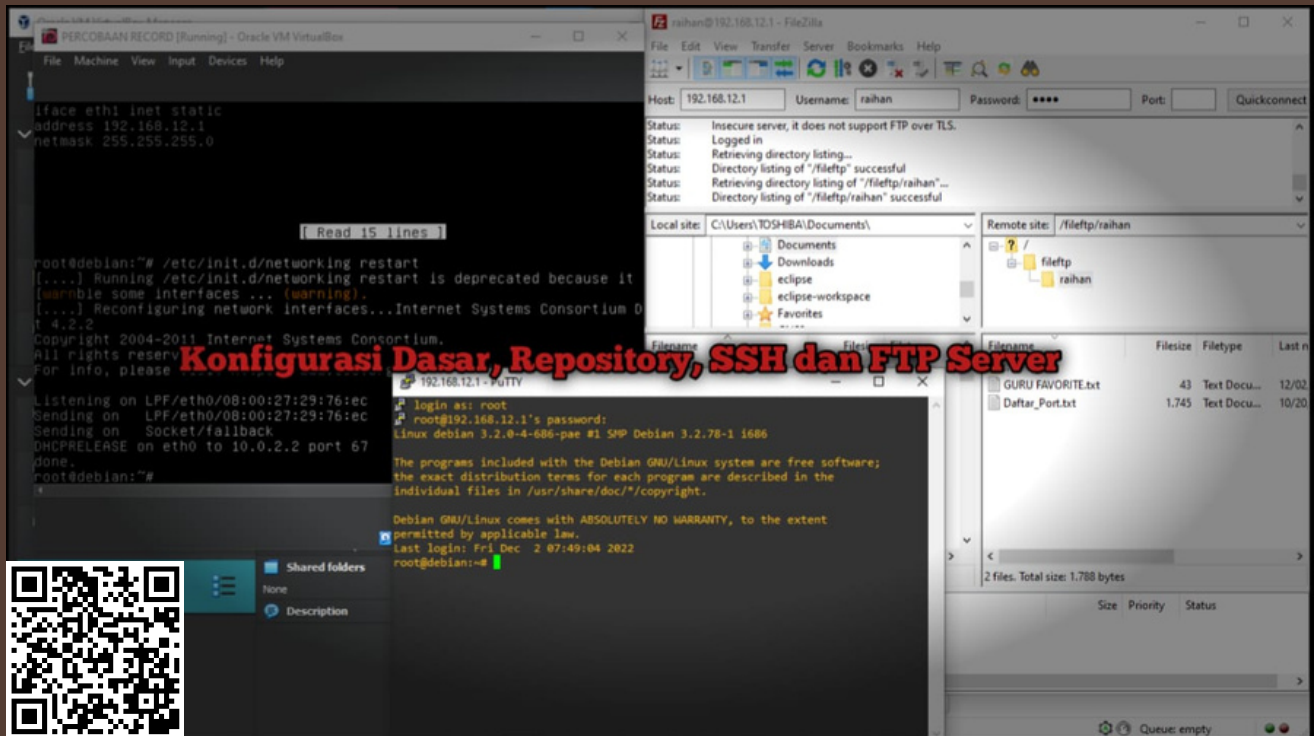 PERCOBAAN RECORD [Running] - Oracle VM VirtualBox
File Machine View Input Devices Help
iface eth1 inet static
address 192.168.12.1
netmask 255.255.255.0
[ Read 15 lines ]
root@debian:~# /etc/init.d/networking restart
[....] Running /etc/init.d/networking restart is deprecated because it
[warnble some interfaces ... (warning).
[....] Reconfiguring network interfaces...Internet Systems Consortium D
t 4.2.2
Copyright 2004-2011 Internet Systems Consortium.
All rights reserv
For info, please
Listening on LPF/eth0/08:00:27:29:76:ec
Sending on LPF/eth0/08:00:27:29:76:ec
Sending on Socket/fallback
DHCPRELEASE on eth0 to 10.0.2.2 port 67
done.
root@debian:~#
raihan@192.168.12.1 - FileZilla
File Edit View Transfer Server Bookmarks Help
Host: 192.168.12.1 Username: raihan Password: •••• Port: Quickconnect
Status: Insecure server, it does not support FTP over TLS.
Status: Logged in
Status: Retrieving directory listing...
Status: Directory listing of "/fileftp" successful
Status: Retrieving directory listing of "/fileftp/raihan"...
Status: Directory listing of "/fileftp/raihan" successful
Local site: C:\Users\TOSHIBA\Documents\
Documents
Downloads
eclipse
eclipse-workspace
Favorites
Remote site: /fileftp/raihan
/
fileftp
raihan
Konfigurasi Dasar, Repository, SSH dan FTP Server
Filename Filesize Filetype Last n
GURU FAVORITE.txt 43 Text Docu... 12/02
Daftar_Port.txt 1.745 Text Docu... 10/20
2 files. Total size: 1.788 bytes
Size Priority Status
Queue: empty
192.168.12.1 - PuTTY
login as: root
root@192.168.12.1's password:
Linux debian 3.2.0-4-686-pae #1 SMP Debian 3.2.78-1 i686
The programs included with the Debian GNU/Linux system are free software;
the exact distribution terms for each program are described in the
individual files in /usr/share/doc/*/copyright.
Debian GNU/Linux comes with ABSOLUTELY NO WARRANTY, to the extent
permitted by applicable law.
Last login: Fri Dec 2 07:49:04 2022
root@debian:~#
Shared folders
None
Description